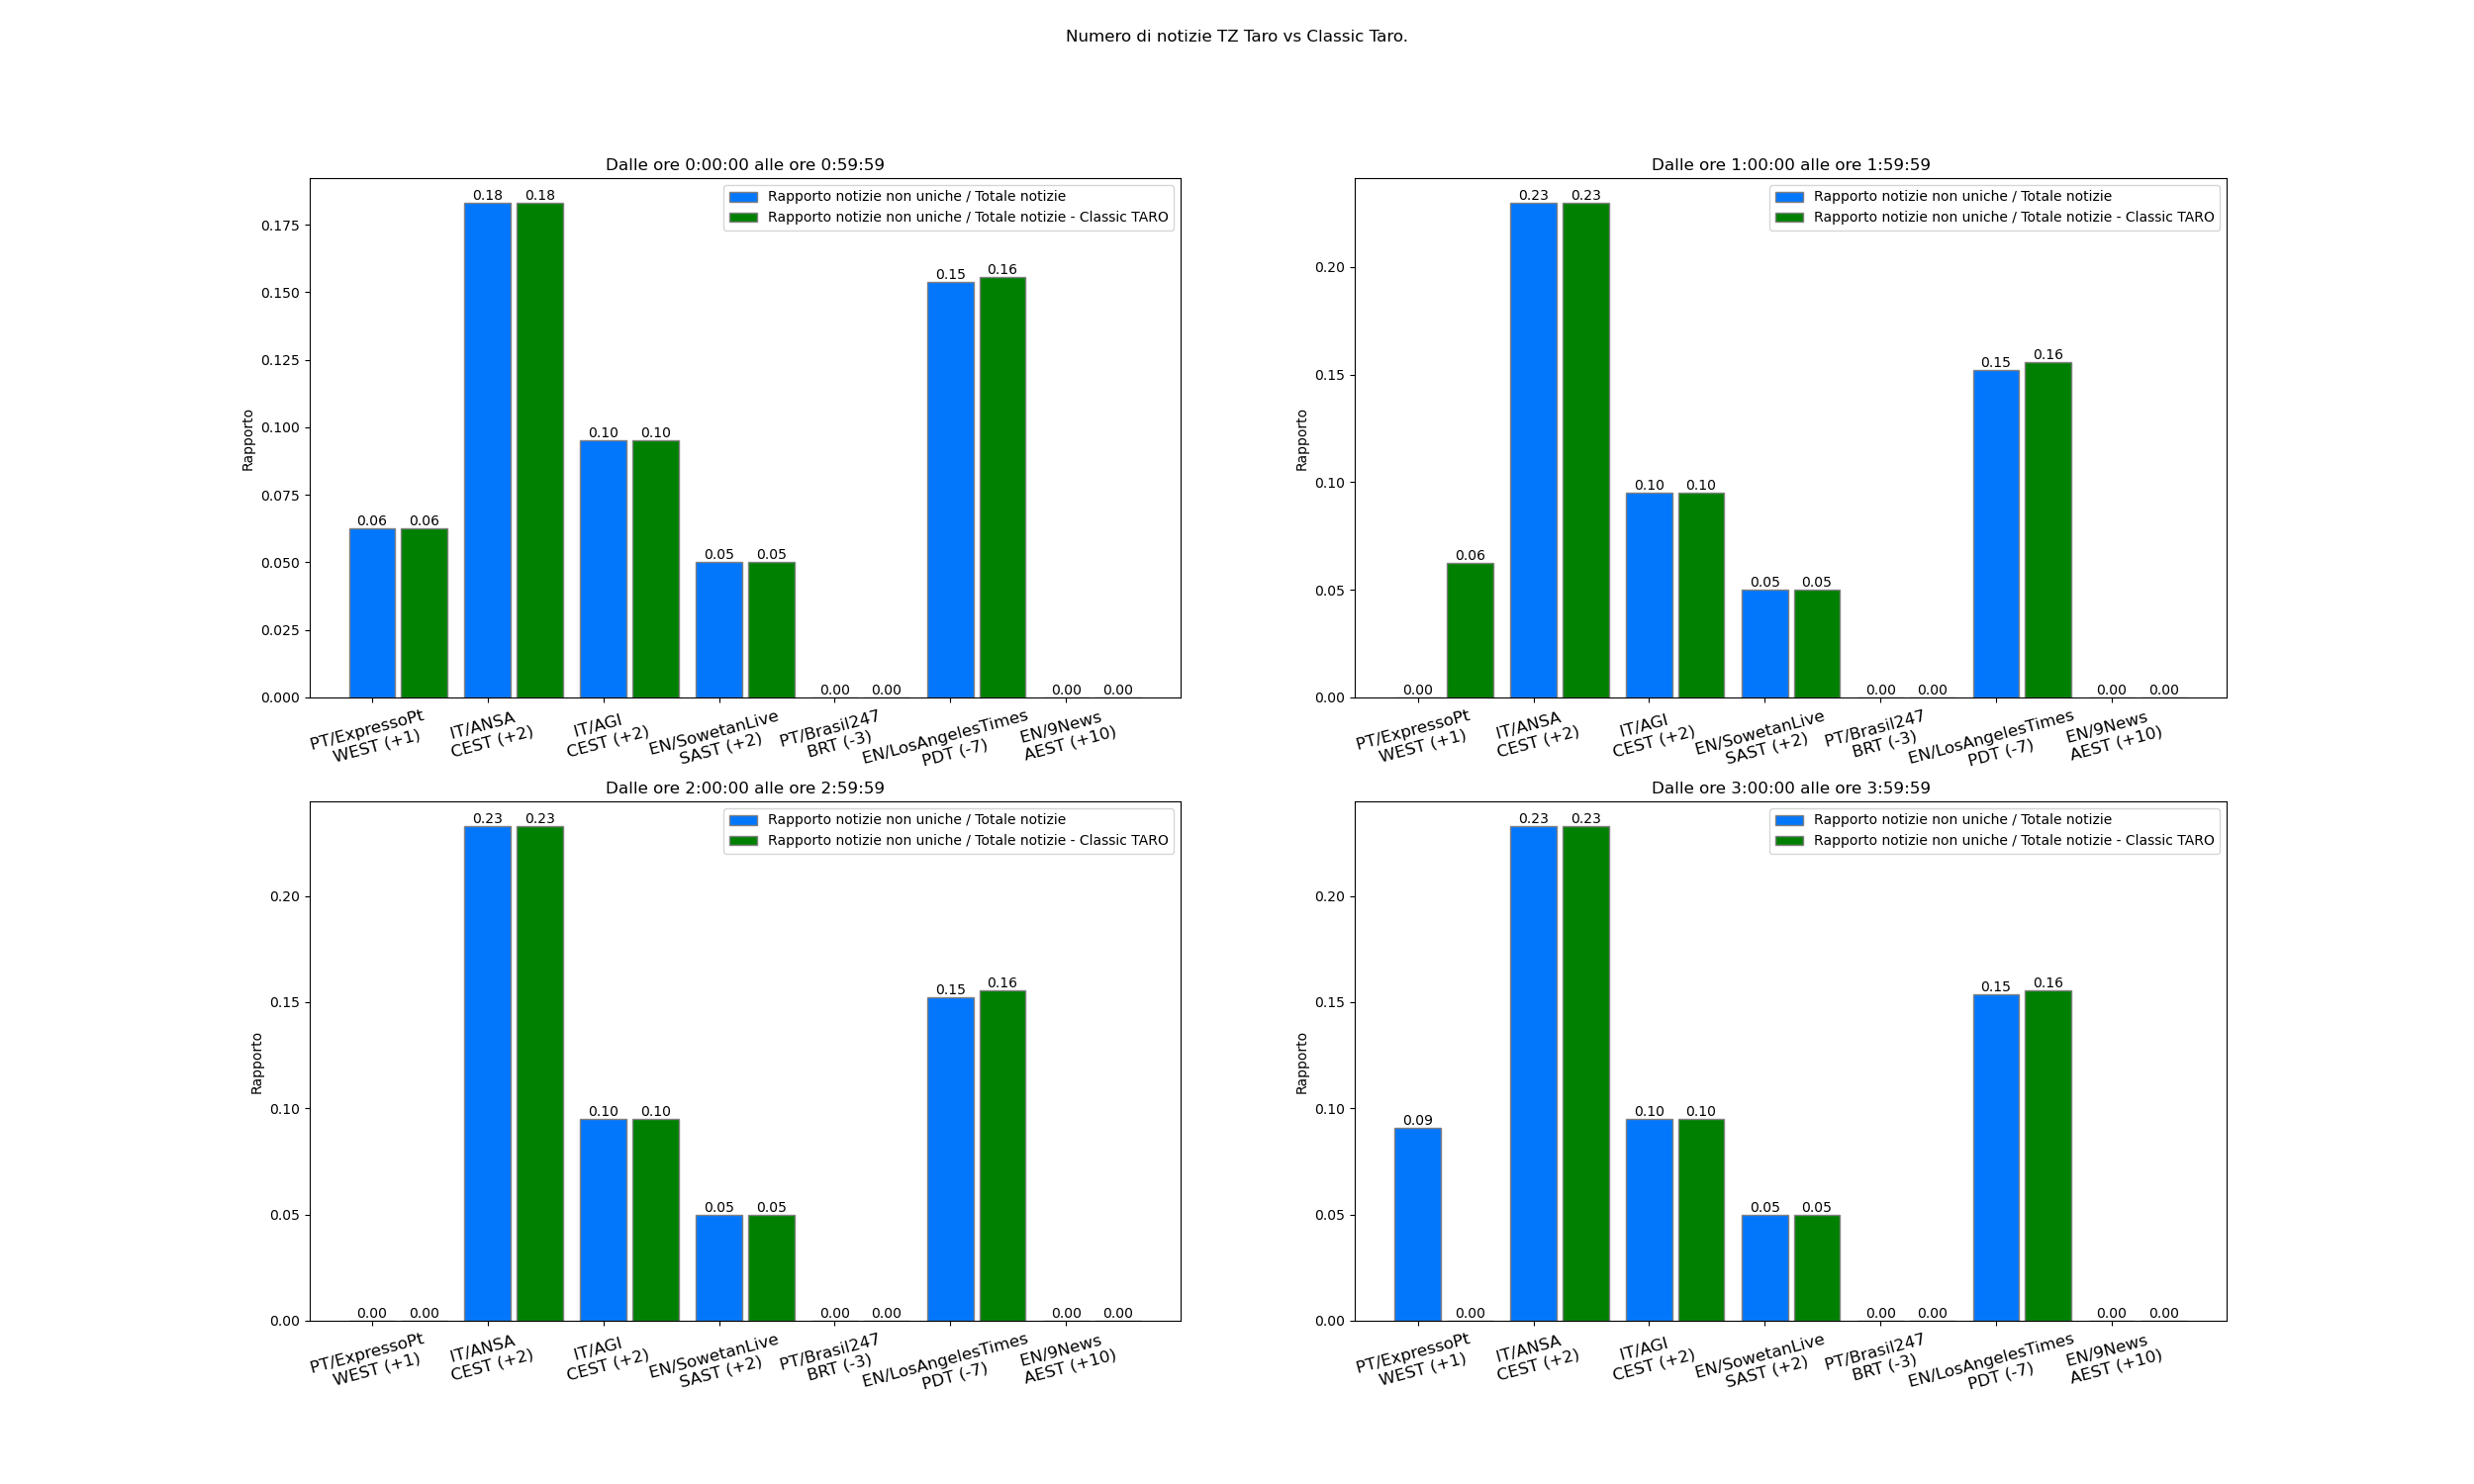 Numero di notizie TZ Taro vs Classic Taro.
Dalle ore 0:00:00 alle ore 0:59:59
Rapporto notizie non uniche / Totale notizie
Rapporto notizie non uniche / Totale notizie - Classic TARO
Rapporto
0.175
0.150
0.125
0.100
0.075
0.050
0.025
0.000
0.06 0.06 0.18 0.18 0.10 0.10 0.05 0.05 0.00 0.00 0.15 0.16 0.00 0.00
PT/ExpressoPt
WEST (+1)
IT/ANSA
CEST (+2)
IT/AGI
CEST (+2)
EN/SowetanLive
SAST (+2)
PT/Brasil247
BRT (-3)
EN/LosAngelesTimes
PDT (-7)
EN/9News
AEST (+10)
Dalle ore 1:00:00 alle ore 1:59:59
Rapporto notizie non uniche / Totale notizie
Rapporto notizie non uniche / Totale notizie - Classic TARO
Rapporto
0.20
0.15
0.10
0.05
0.00
0.00 0.06 0.23 0.23 0.10 0.10 0.05 0.05 0.00 0.00 0.15 0.16 0.00 0.00
PT/ExpressoPt
WEST (+1)
IT/ANSA
CEST (+2)
IT/AGI
CEST (+2)
EN/SowetanLive
SAST (+2)
PT/Brasil247
BRT (-3)
EN/LosAngelesTimes
PDT (-7)
EN/9News
AEST (+10)
Dalle ore 2:00:00 alle ore 2:59:59
Rapporto notizie non uniche / Totale notizie
Rapporto notizie non uniche / Totale notizie - Classic TARO
Rapporto
0.20
0.15
0.10
0.05
0.00
0.00 0.00 0.23 0.23 0.10 0.10 0.05 0.05 0.00 0.00 0.15 0.16 0.00 0.00
PT/ExpressoPt
WEST (+1)
IT/ANSA
CEST (+2)
IT/AGI
CEST (+2)
EN/SowetanLive
SAST (+2)
PT/Brasil247
BRT (-3)
EN/LosAngelesTimes
PDT (-7)
EN/9News
AEST (+10)
Dalle ore 3:00:00 alle ore 3:59:59
Rapporto notizie non uniche / Totale notizie
Rapporto notizie non uniche / Totale notizie - Classic TARO
Rapporto
0.20
0.15
0.10
0.05
0.00
0.09 0.00 0.23 0.23 0.10 0.10 0.05 0.05 0.00 0.00 0.15 0.16 0.00 0.00
PT/ExpressoPt
WEST (+1)
IT/ANSA
CEST (+2)
IT/AGI
CEST (+2)
EN/SowetanLive
SAST (+2)
PT/Brasil247
BRT (-3)
EN/LosAngelesTimes
PDT (-7)
EN/9News
AEST (+10)